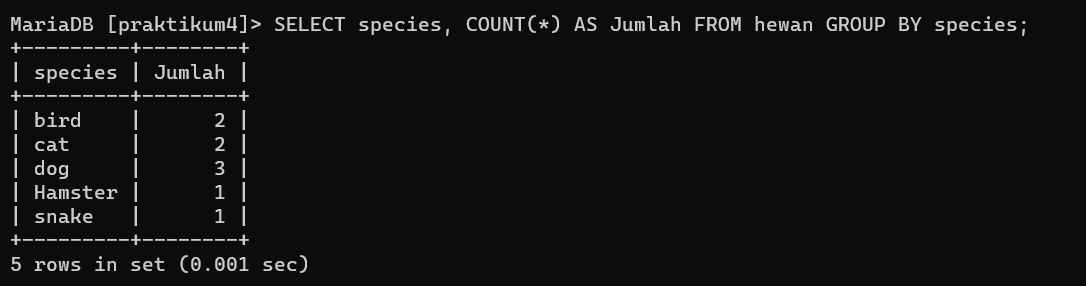 MariaDB [praktikum4]> SELECT species, COUNT(*) AS Jumlah FROM hewan GROUP BY species;
+---------+--------+
| species | Jumlah |
+---------+--------+
| bird    |      2 |
| cat     |      2 |
| dog     |      3 |
| Hamster |      1 |
| snake   |      1 |
+---------+--------+
5 rows in set (0.001 sec)